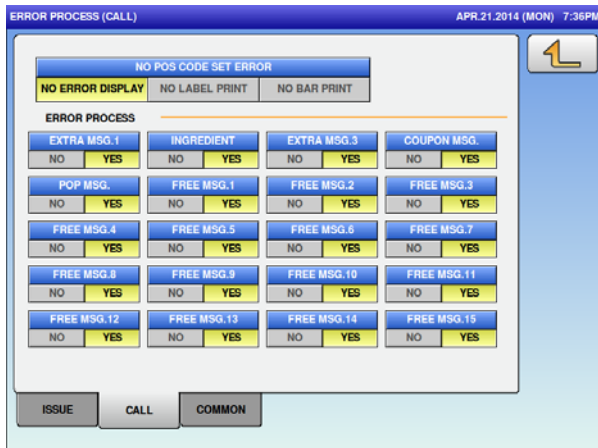 ERROR PROCESS (CALL) APR.21.2014 (MON) 7:36PM
NO POS CODE SET ERROR
NO ERROR DISPLAY NO LABEL PRINT NO BAR PRINT
ERROR PROCESS
EXTRA MSG.1 INGREDIENT EXTRA MSG.3 COUPON MSG.
NO YES NO YES NO YES NO YES
POP MSG. FREE MSG.1 FREE MSG.2 FREE MSG.3
NO YES NO YES NO YES NO YES
FREE MSG.4 FREE MSG.5 FREE MSG.6 FREE MSG.7
NO YES NO YES NO YES NO YES
FREE MSG.8 FREE MSG.9 FREE MSG.10 FREE MSG.11
NO YES NO YES NO YES NO YES
FREE MSG.12 FREE MSG.13 FREE MSG.14 FREE MSG.15
NO YES NO YES NO YES NO YES
ISSUE CALL COMMON